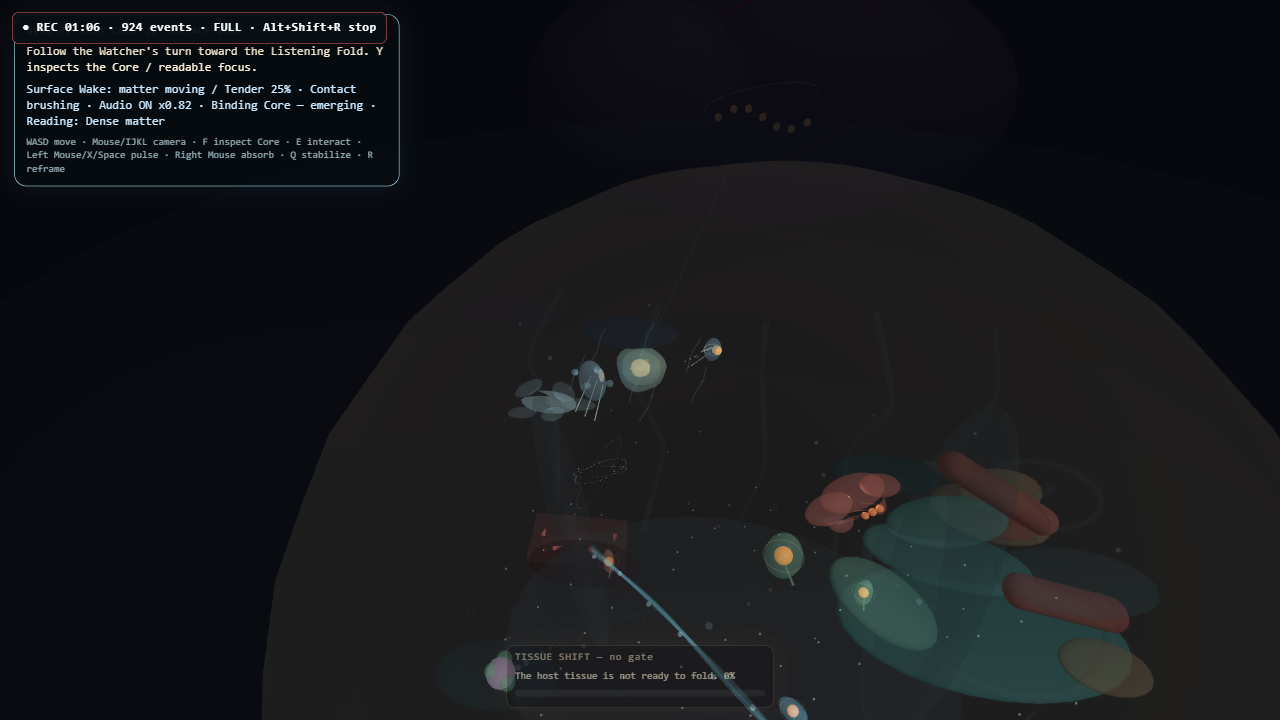 ● REC 01:06 · 924 events · FULL · Alt+Shift+R stop
Follow the Watcher's turn toward the Listening Fold. Y
inspects the Core / readable focus.
Surface Wake: matter moving / Tender 25% · Contact
brushing · Audio ON x0.82 · Binding Core — emerging ·
Reading: Dense matter
WASD move · Mouse/IJKL camera · F inspect Core · E interact ·
Left Mouse/X/Space pulse · Right Mouse absorb · Q stabilize · R
reframe
TISSUE SHIFT — no gate
The host tissue is not ready to fold. 0%